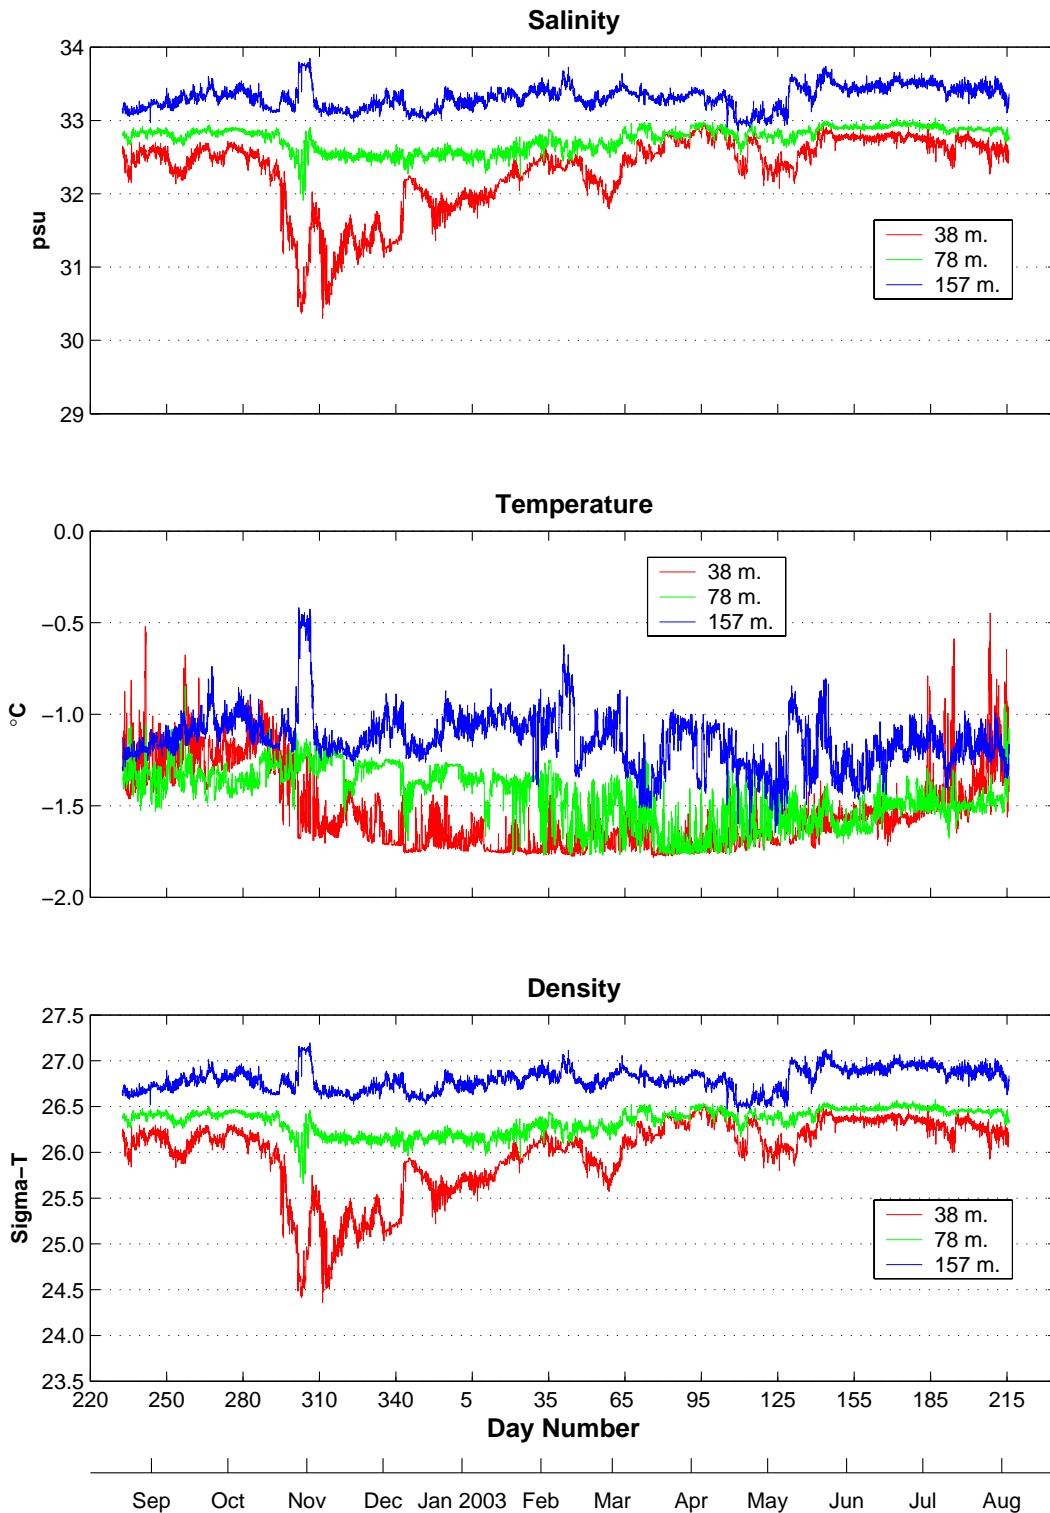 Salinity
34
33
32
31
30
29
psu
38 m.
78 m.
157 m.
Temperature
0.0
−0.5
−1.0
−1.5
−2.0
°C
38 m.
78 m.
157 m.
Density
27.5
27.0
26.5
26.0
25.5
25.0
24.5
24.0
23.5
Sigma−T
38 m.
78 m.
157 m.
220 250 280 310 340 5 35 65 95 125 155 185 215
Day Number
Sep Oct Nov Dec Jan 2003 Feb Mar Apr May Jun Jul Aug